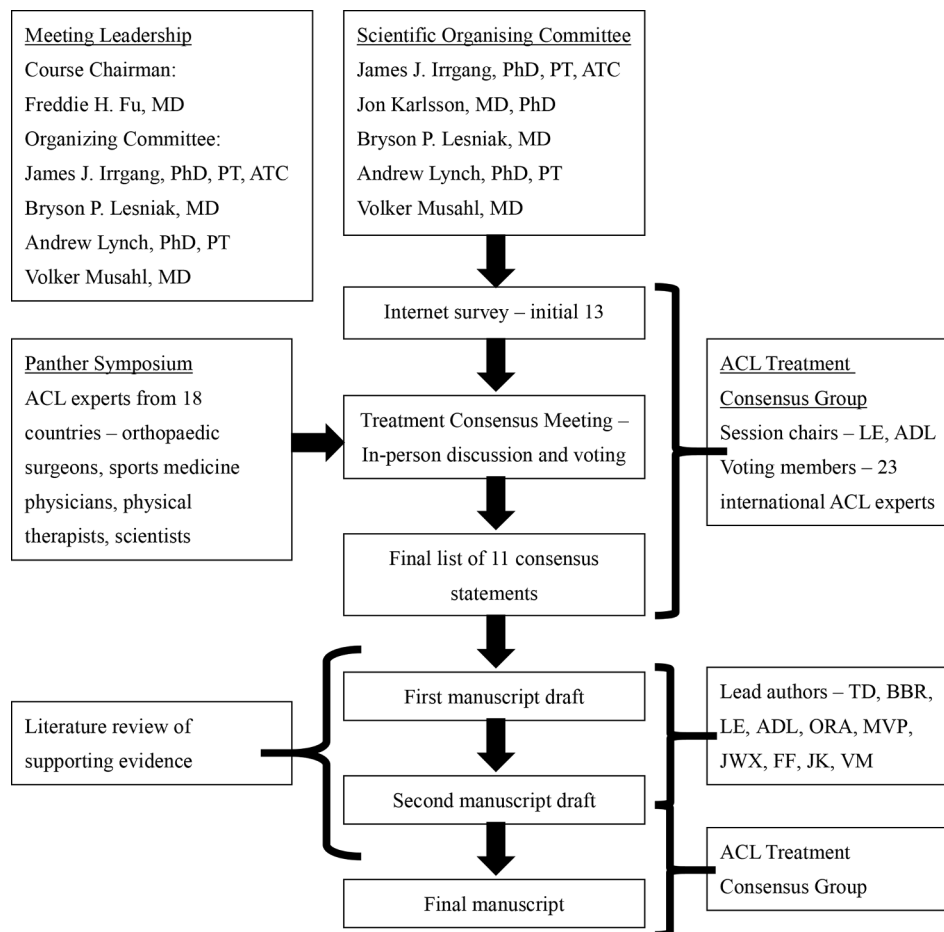 Meeting Leadership
Course Chairman:
Freddie H. Fu, MD
Organizing Committee:
James J. Irrgang, PhD, PT, ATC
Bryson P. Lesniak, MD
Andrew Lynch, PhD, PT
Volker Musahl, MD
Scientific Organising Committee
James J. Irrgang, PhD, PT, ATC
Jon Karlsson, MD, PhD
Bryson P. Lesniak, MD
Andrew Lynch, PhD, PT
Volker Musahl, MD
Internet survey – initial 13
Panther Symposium
ACL experts from 18
countries – orthopaedic
surgeons, sports medicine
physicians, physical
therapists, scientists
Treatment Consensus Meeting –
In-person discussion and voting
ACL Treatment
Consensus Group
Session chairs – LE, ADL
Voting members – 23
international ACL experts
Final list of 11 consensus
statements
First manuscript draft
Literature review of
supporting evidence
Lead authors – TD, BBR,
LE, ADL, ORA, MVP,
JWX, FF, JK, VM
Second manuscript draft
ACL Treatment
Consensus Group
Final manuscript